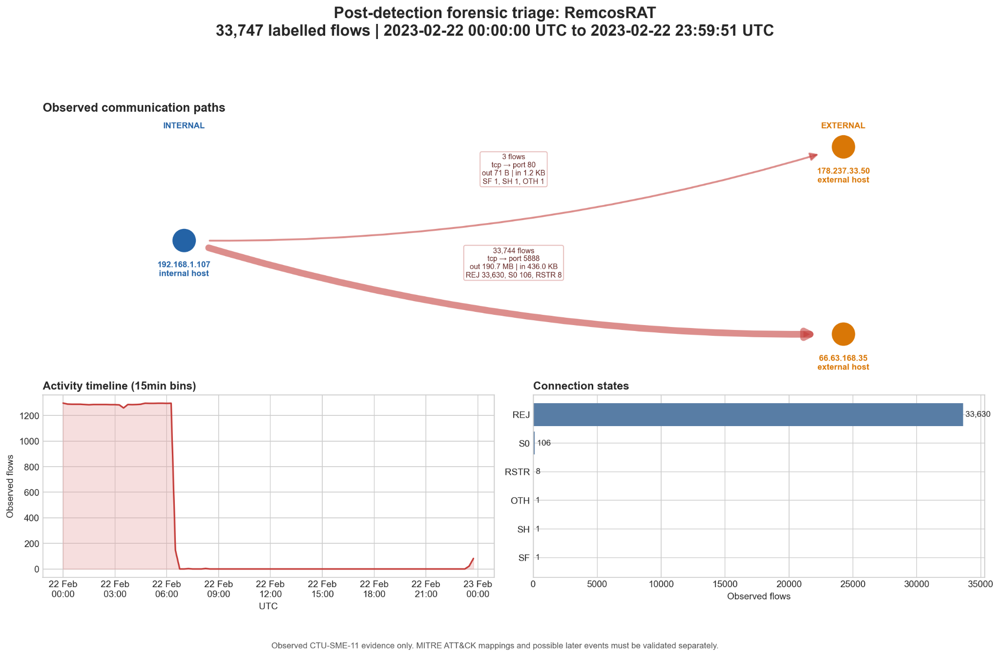 Post-detection forensic triage: RemcosRAT
33,747 labelled flows | 2023-02-22 00:00:00 UTC to 2023-02-22 23:59:51 UTC
Observed communication paths
INTERNAL
EXTERNAL
3 flows
tcp → port 80
out 71 B | in 1.2 KB
SF 1, SH 1, OTH 1
178.237.33.50
external host
192.168.1.107
internal host
33,744 flows
tcp → port 5888
out 190.7 MB | in 436.0 KB
REJ 33,630, S0 106, RSTR 8
66.63.168.35
external host
Activity timeline (15min bins)
Observed flows
1200
1000
800
600
400
200
0
22 Feb 22 Feb 22 Feb 22 Feb 22 Feb 22 Feb 22 Feb 22 Feb 23 Feb
00:00 03:00 06:00 09:00 12:00 15:00 18:00 21:00 00:00
UTC
Connection states
REJ 33,630
S0 106
RSTR 8
OTH 1
SH 1
SF 1
0 5000 10000 15000 20000 25000 30000 35000
Observed flows
Observed CTU-SME-11 evidence only. MITRE ATT&CK mappings and possible later events must be validated separately.